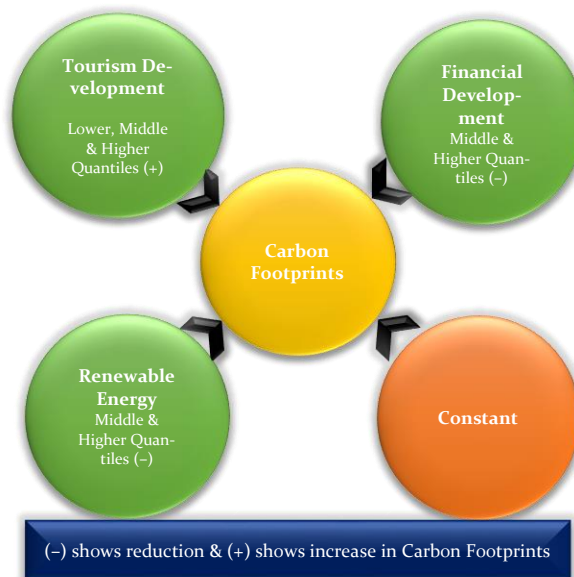 Tourism De-
velopment
Lower, Middle
& Higher
Quantiles (+)
Financial
Develop-
ment
Middle &
Higher Quan-
tiles (−)
Carbon
Footprints
Renewable
Energy
Middle &
Higher Quan-
tiles (−)
Constant
(−) shows reduction & (+) shows increase in Carbon Footprints